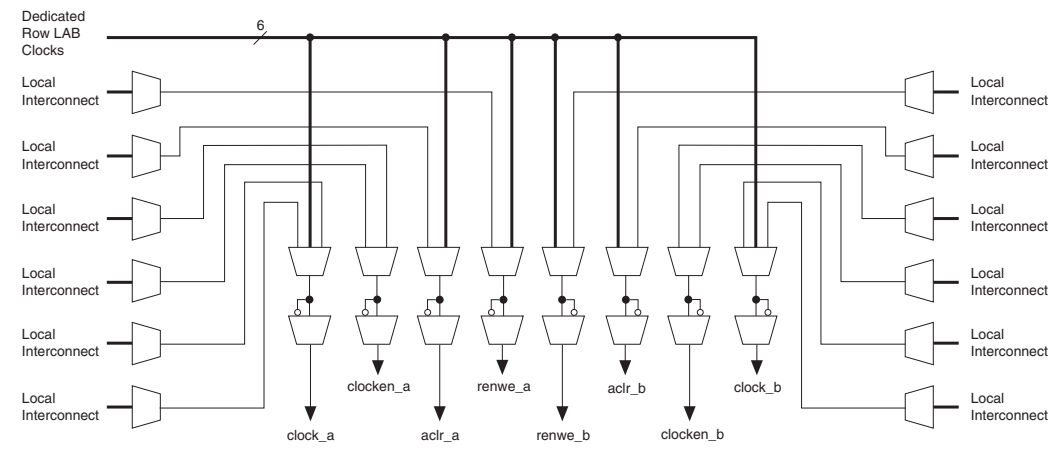 Dedicated
Row LAB
Clocks
6
Local
Interconnect
Local
Interconnect
Local
Interconnect
Local
Interconnect
Local
Interconnect
Local
Interconnect
Local
Interconnect
Local
Interconnect
Local
Interconnect
Local
Interconnect
Local
Interconnect
Local
Interconnect
clocken_a
renwe_a
aclr_b
clock_b
clock_a
aclr_a
renwe_b
clocken_b